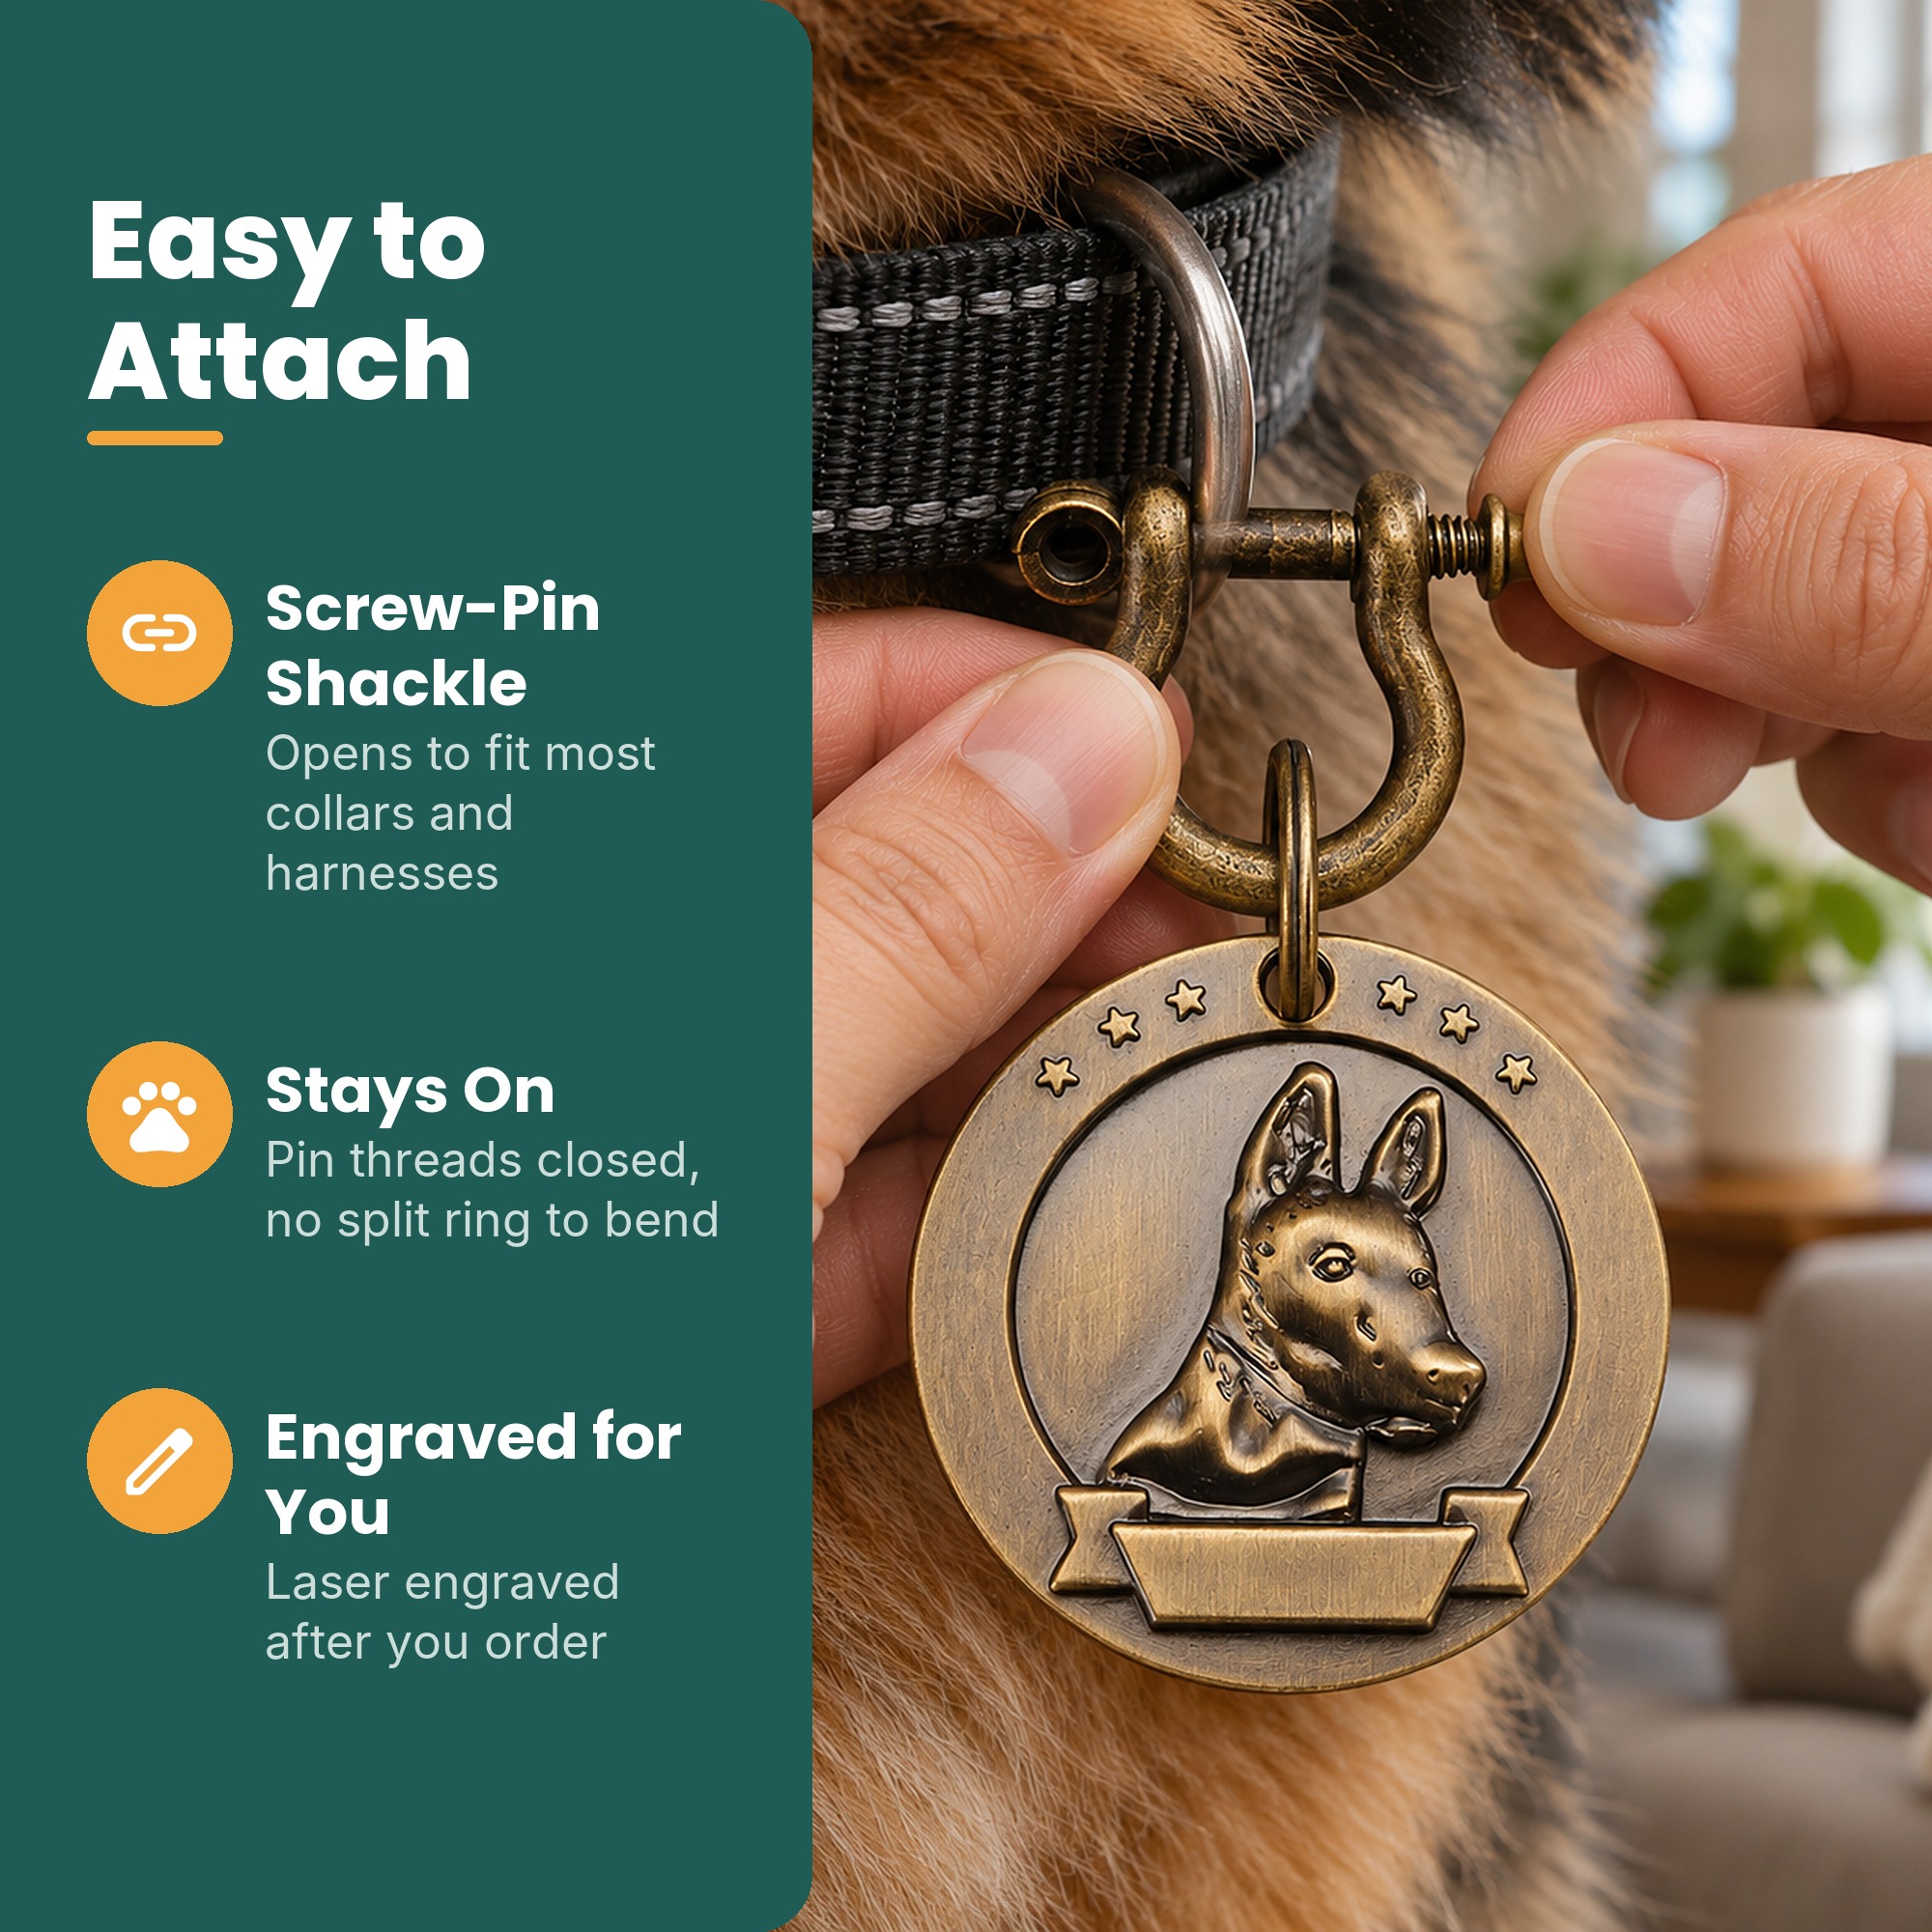 Easy to
Attach
Screw-Pin
Shackle
Opens to fit most
collars and
harnesses
Stays On
Pin threads closed,
no split ring to bend
Engraved for
You
Laser engraved
after you order